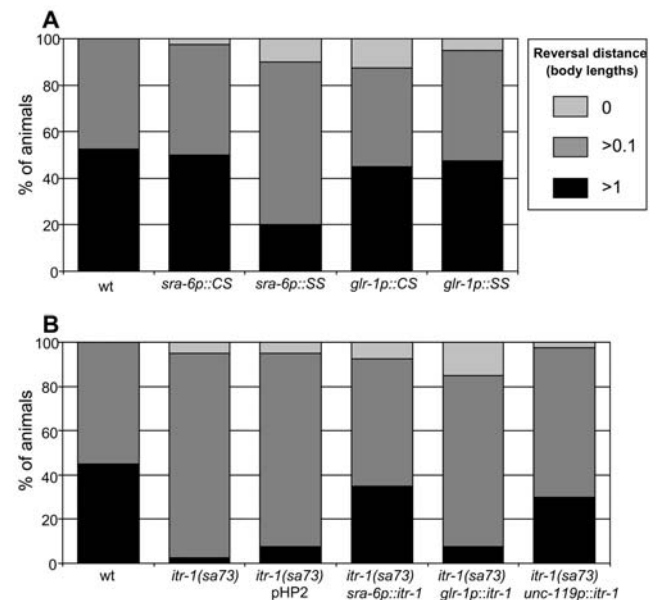 A
100
80
60
40
20
0
% of animals
wt
sra-6p::CS
sra-6p::SS
glr-1p::CS
glr-1p::SS
Reversal distance
(body lengths)
0
>0.1
>1
B
100
80
60
40
20
0
% of animals
wt
itr-1(sa73)
itr-1(sa73)
pHP2
itr-1(sa73)
sra-6p::itr-1
itr-1(sa73)
glr-1p::itr-1
itr-1(sa73)
unc-119p::itr-1